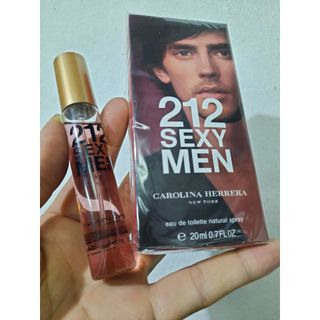 212
SEXY
MEN
212
SEXY
MEN
CAROLINA HERRERA
NEW YORK
eau de toilette natural spray
℮ 20ml 0.7FL.OZ